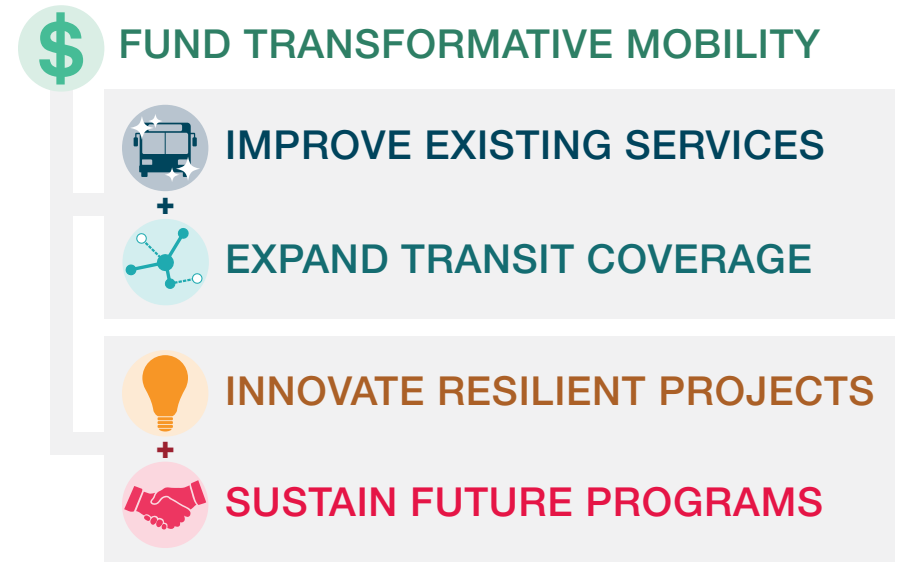 $ FUND TRANSFORMATIVE MOBILITY
IMPROVE EXISTING SERVICES
+
EXPAND TRANSIT COVERAGE
INNOVATE RESILIENT PROJECTS
+
SUSTAIN FUTURE PROGRAMS